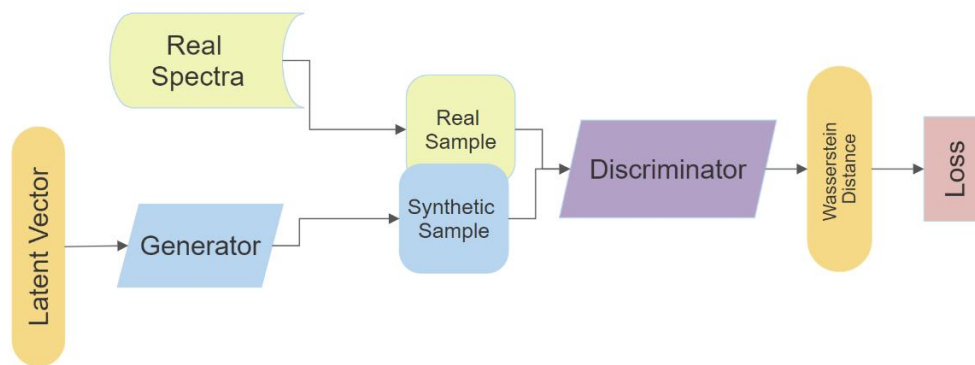 Real
Spectra
Real
Sample
Latent Vector
Generator
Synthetic
Sample
Discriminator
Wasserstein
Distance
Loss